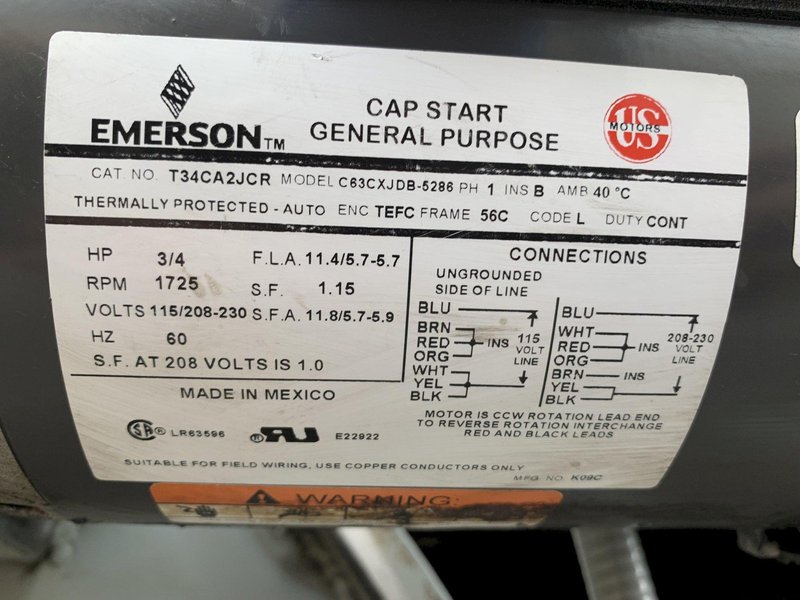 EMERSON™
CAP START
GENERAL PURPOSE
US
MOTORS
CAT. NO. T34CA2JCR MODEL C63CXJDB-5286 PH 1 INS B AMB 40 °C
THERMALLY PROTECTED - AUTO ENC TEFC FRAME 56C CODE L DUTY CONT
HP 3/4 F.L.A. 11.4/5.7-5.7
RPM 1725 S.F. 1.15
VOLTS 115/208-230 S.F.A. 11.8/5.7-5.9
HZ 60
S.F. AT 208 VOLTS IS 1.0
MADE IN MEXICO
SA ® LR63596 ® RU E22922
CONNECTIONS
UNGROUNDED
SIDE OF LINE
BLU
BRN
RED INS
ORG
WHT
YEL
BLK
115
VOLT
LINE
BLU
WHT
RED INS
ORG
BRN INS
YEL
BLK
208-230
VOLT
LINE
MOTOR IS CCW ROTATION LEAD END
TO REVERSE ROTATION INTERCHANGE
RED AND BLACK LEADS
SUITABLE FOR FIELD WIRING, USE COPPER CONDUCTORS ONLY
MFG. NO. K09C
WARNING: